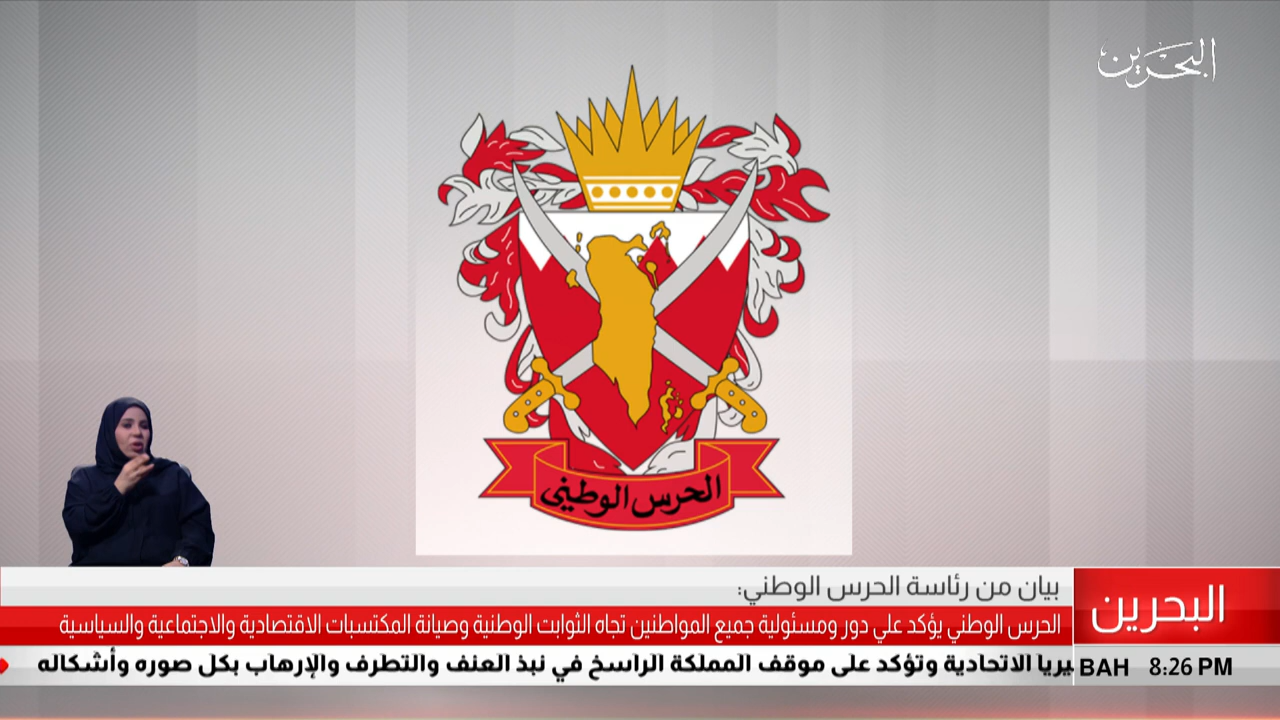 البحرين
الحرس الوطني
بيان من رئاسة الحرس الوطني:
البحرين
الحرس الوطني يؤكد علي دور ومسئولية جميع المواطنين تجاه الثوابت الوطنية وصيانة المكتسبات الاقتصادية والاجتماعية والسياسية
يريا الاتحادية وتؤكد على موقف المملكة الراسخ في نبذ العنف والتطرف والإرهاب بكل صوره وأشكاله
BAH 8:26 PM